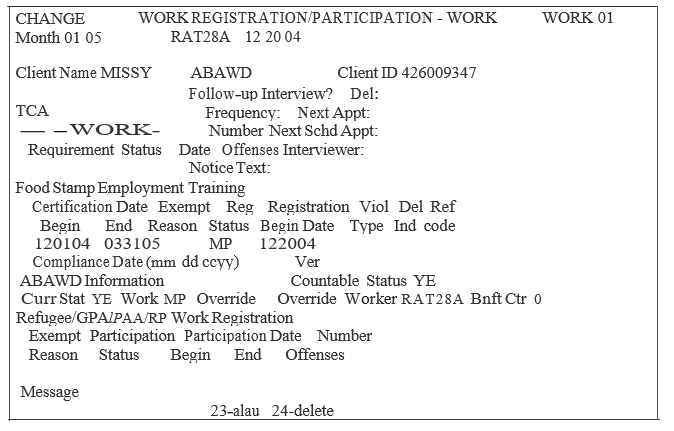 CHANGE WORK REGISTRATION/PARTICIPATION - WORK WORK 01
Month 01 05 RAT28A 12 20 04
Client Name MISSY ABAWD Client ID 426009347
Follow-up Interview? Del:
TCA Frequency: Next Appt:
— –WORK- Number Next Schd Appt:
Requirement Status Date Offenses Interviewer:
Notice Text:
Food Stamp Employment Training
Certification Date Exempt Reg Registration Viol Del Ref
Begin End Reason Status Begin Date Type Ind code
120104 033105 MP 122004
Compliance Date (mm dd ccyy) Ver
ABAWD Information Countable Status YE
Curr Stat YE Work MP Override Override Worker RAT28A Bnft Ctr 0
Refugee/GPA/PAA/RP Work Registration
Exempt Participation Participation Date Number
Reason Status Begin End Offenses
Message
23-alau 24-delete